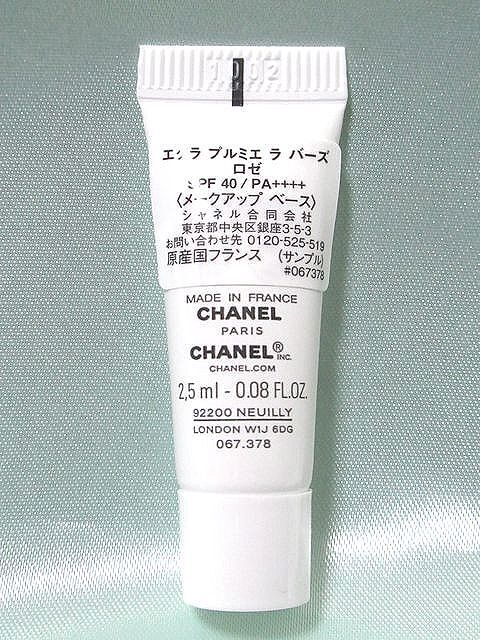 1002
エクラ プルミエ ラ バーズ
ロゼ
SPF 40 / PA++++
〈メークアップ ベース〉
シャネル合同会社
東京都中央区銀座3-5-3
お問い合わせ先 0120-525-519
原産国フランス (サンプル)
#067378
MADE IN FRANCE
CHANEL
PARIS
CHANEL® INC.
CHANEL.COM
2,5 ml - 0.08 FL.OZ.
92200 NEUILLY
LONDON W1J 6DG
067.378